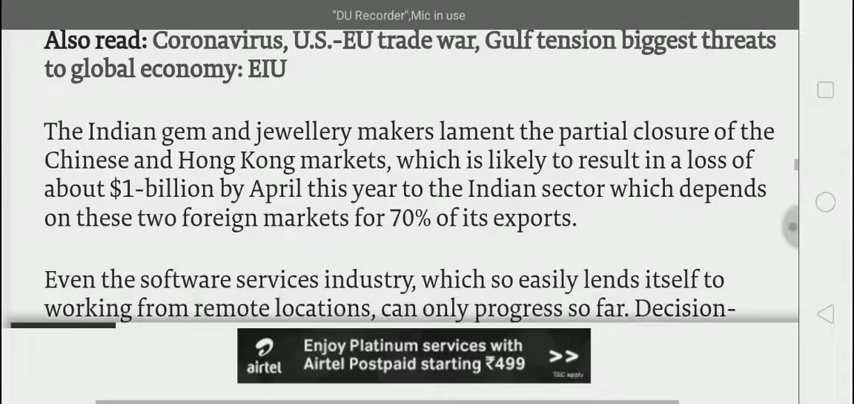 "DU Recorder",Mic in use
Also read: Coronavirus, U.S.-EU trade war, Gulf tension biggest threats
to global economy: EIU
The Indian gem and jewellery makers lament the partial closure of the
Chinese and Hong Kong markets, which is likely to result in a loss of
about $1-billion by April this year to the Indian sector which depends
on these two foreign markets for 70% of its exports.
Even the software services industry, which so easily lends itself to
working from remote locations, can only progress so far. Decision-
airtel
Enjoy Platinum services with
Airtel Postpaid starting ₹499
>>
T&C apply